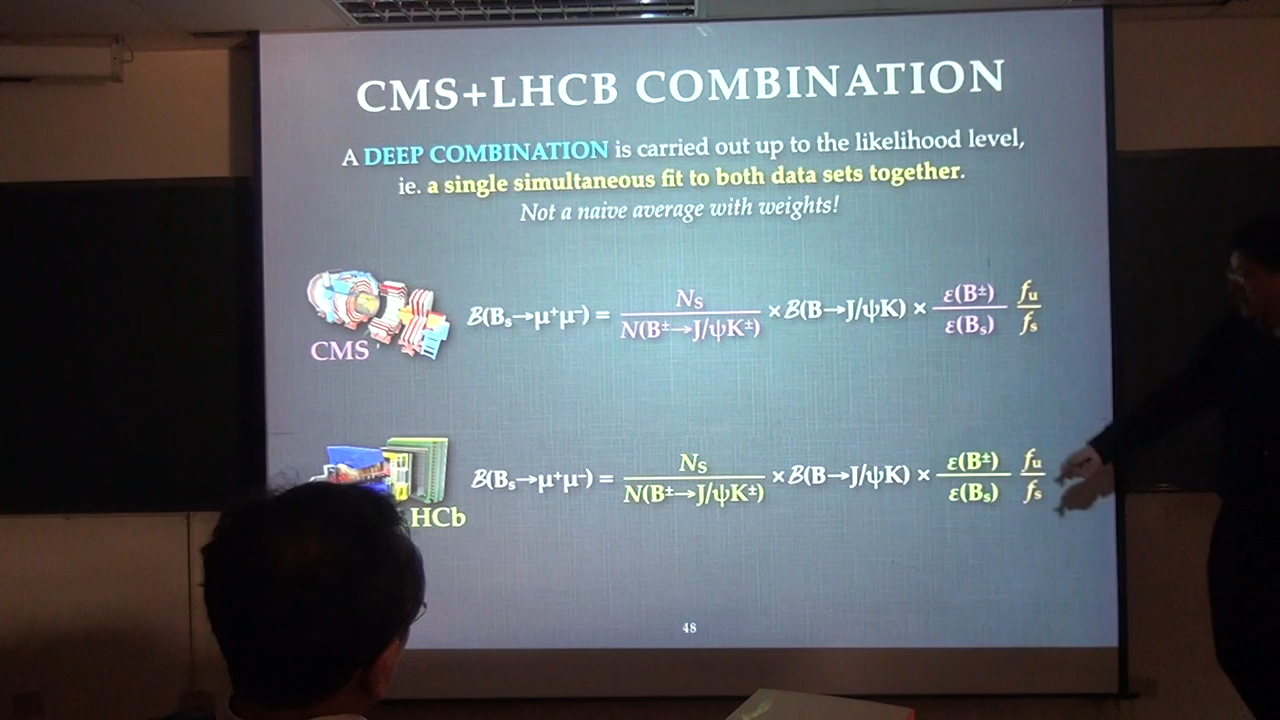 CMS+LHCB COMBINATION
A DEEP COMBINATION is carried out up to the likelihood level,
ie. a single simultaneous fit to both data sets together.
Not a naive average with weights!
CMS
ℬ(Bs→μ⁺μ⁻) = Ns / N(B±→J/ψK±) × ℬ(B→J/ψK) × ε(B±) / ε(Bs) fu / fs
HCb
ℬ(Bs→μ⁺μ⁻) = Ns / N(B±→J/ψK±) × ℬ(B→J/ψK) × ε(B±) / ε(Bs) fu / fs
48